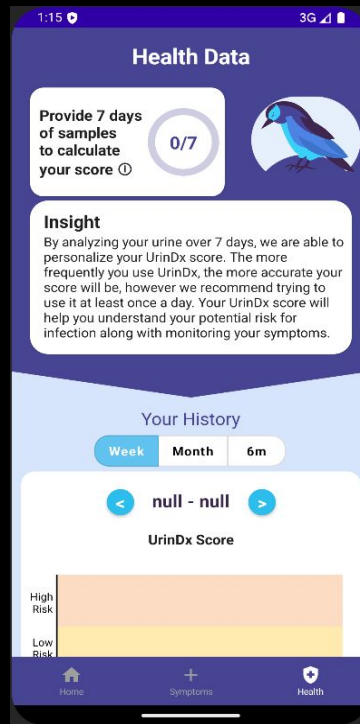 1:15 3G
Health Data
Provide 7 days
of samples
to calculate
your score
0/7
Insight
By analyzing your urine over 7 days, we are able to
personalize your UrinDx score. The more
frequently you use UrinDx, the more accurate your
score will be, however we recommend trying to
use it at least once a day. Your UrinDx score will
help you understand your potential risk for
infection along with monitoring your symptoms.
Your History
Week Month 6m
< null - null >
UrinDx Score
High
Risk
Low
Risk
Home Symptoms Health